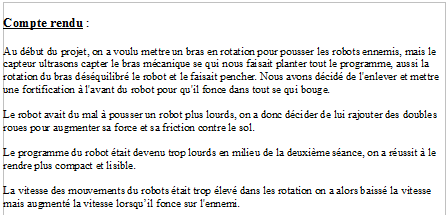 Compte rendu :
Au début du projet, on a voulu mettre un bras en rotation pour pousser les robots ennemis, mais le
capteur ultrasons capter le bras mécanique se qui nous faisait planter tout le programme, aussi la
rotation du bras déséquilibré le robot et le faisait pencher. Nous avons décidé de l'enlever et mettre
une fortification à l'avant du robot pour qu'il fonce dans tout se qui bouge.
Le robot avait du mal à pousser un robot plus lourds, on a donc décider de lui rajouter des doubles
roues pour augmenter sa force et sa friction contre le sol.
Le programme du robot était devenu trop lourds en milieu de la deuxième séance, on a réussit à le
rendre plus compact et lisible.
La vitesse des mouvements du robots était trop élevé dans les rotation on a alors baissé la vitesse
mais augmenté la vitesse lorsqu'il fonce sur l'ennemi.